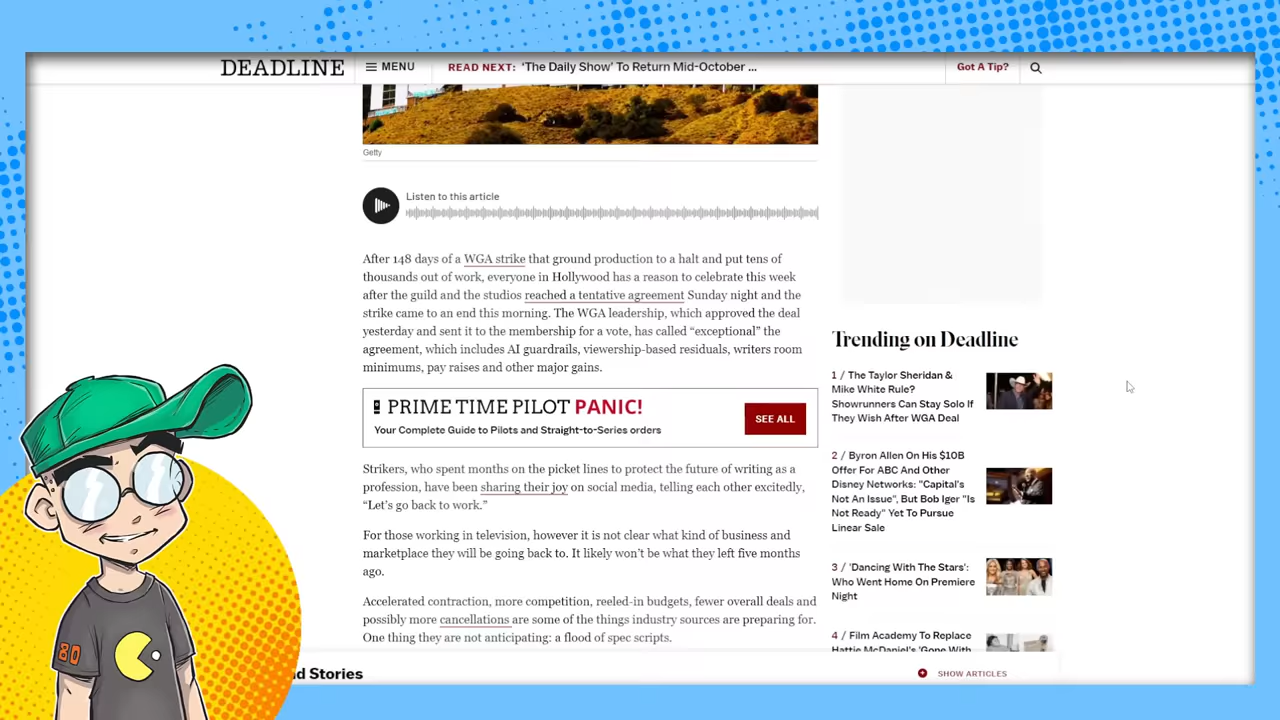 DEADLINE
MENU
READ NEXT: ‘The Daily Show’ To Return Mid-October ...
Got A Tip?
Getty
Listen to this article
After 148 days of a WGA strike that ground production to a halt and put tens of
thousands out of work, everyone in Hollywood has a reason to celebrate this week
after the guild and the studios reached a tentative agreement Sunday night and the
strike came to an end this morning. The WGA leadership, which approved the deal
yesterday and sent it to the membership for a vote, has called “exceptional” the
agreement, which includes AI guardrails, viewership-based residuals, writers room
minimums, pay raises and other major gains.
PRIME TIME PILOT PANIC!
Your Complete Guide to Pilots and Straight-to-Series orders
SEE ALL
Strikers, who spent months on the picket lines to protect the future of writing as a
profession, have been sharing their joy on social media, telling each other excitedly,
“Let’s go back to work.”
For those working in television, however it is not clear what kind of business and
marketplace they will be going back to. It likely won’t be what they left five months
ago.
Accelerated contraction, more competition, reeled-in budgets, fewer overall deals and
possibly more cancellations are some of the things industry sources are preparing for.
One thing they are not anticipating: a flood of spec scripts.
Trending on Deadline
1 / The Taylor Sheridan &
Mike White Rule?
Showrunners Can Stay Solo If
They Wish After WGA Deal
2 / Byron Allen On His $10B
Offer For ABC And Other
Disney Networks: "Capital's
Not An Issue", But Bob Iger "Is
Not Ready" Yet To Pursue
Linear Sale
3 / 'Dancing With The Stars':
Who Went Home On Premiere
Night
4 / Film Academy To Replace
Hattie McDaniel's 'Gone With
d Stories
SHOW ARTICLES
80